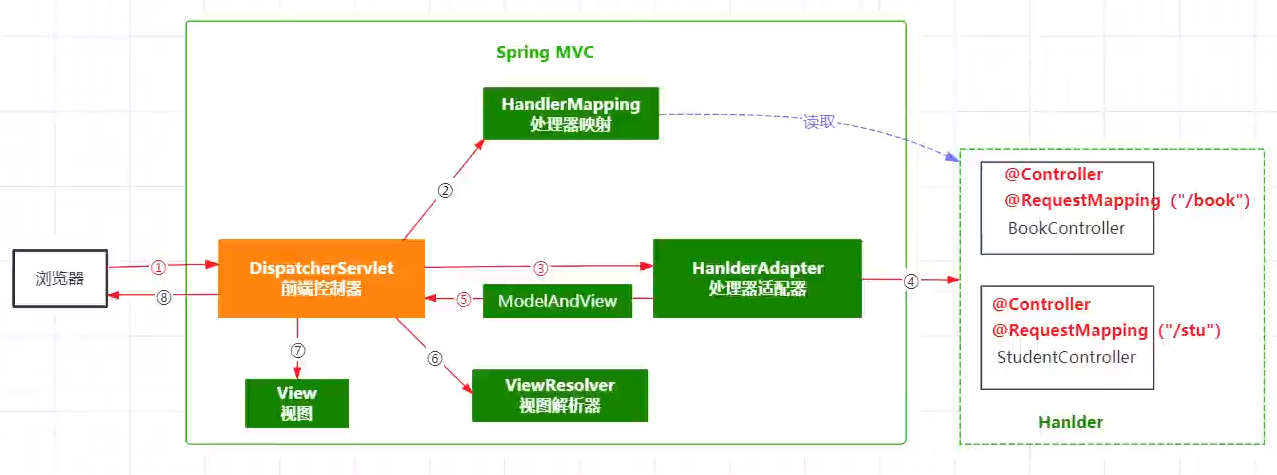 Spring MVC
HandlerMapping
处理器映射
读取
@Controller
@RequestMapping ("/book")
BookController
②
浏览器
①
⑧
DispatcherServlet
前端控制器
③
⑤
ModelAndView
HanlderAdapter
处理器适配器
④
@Controller
@RequestMapping ("/stu")
StudentController
⑦
⑥
View
视图
ViewResolver
视图解析器
Hanlder